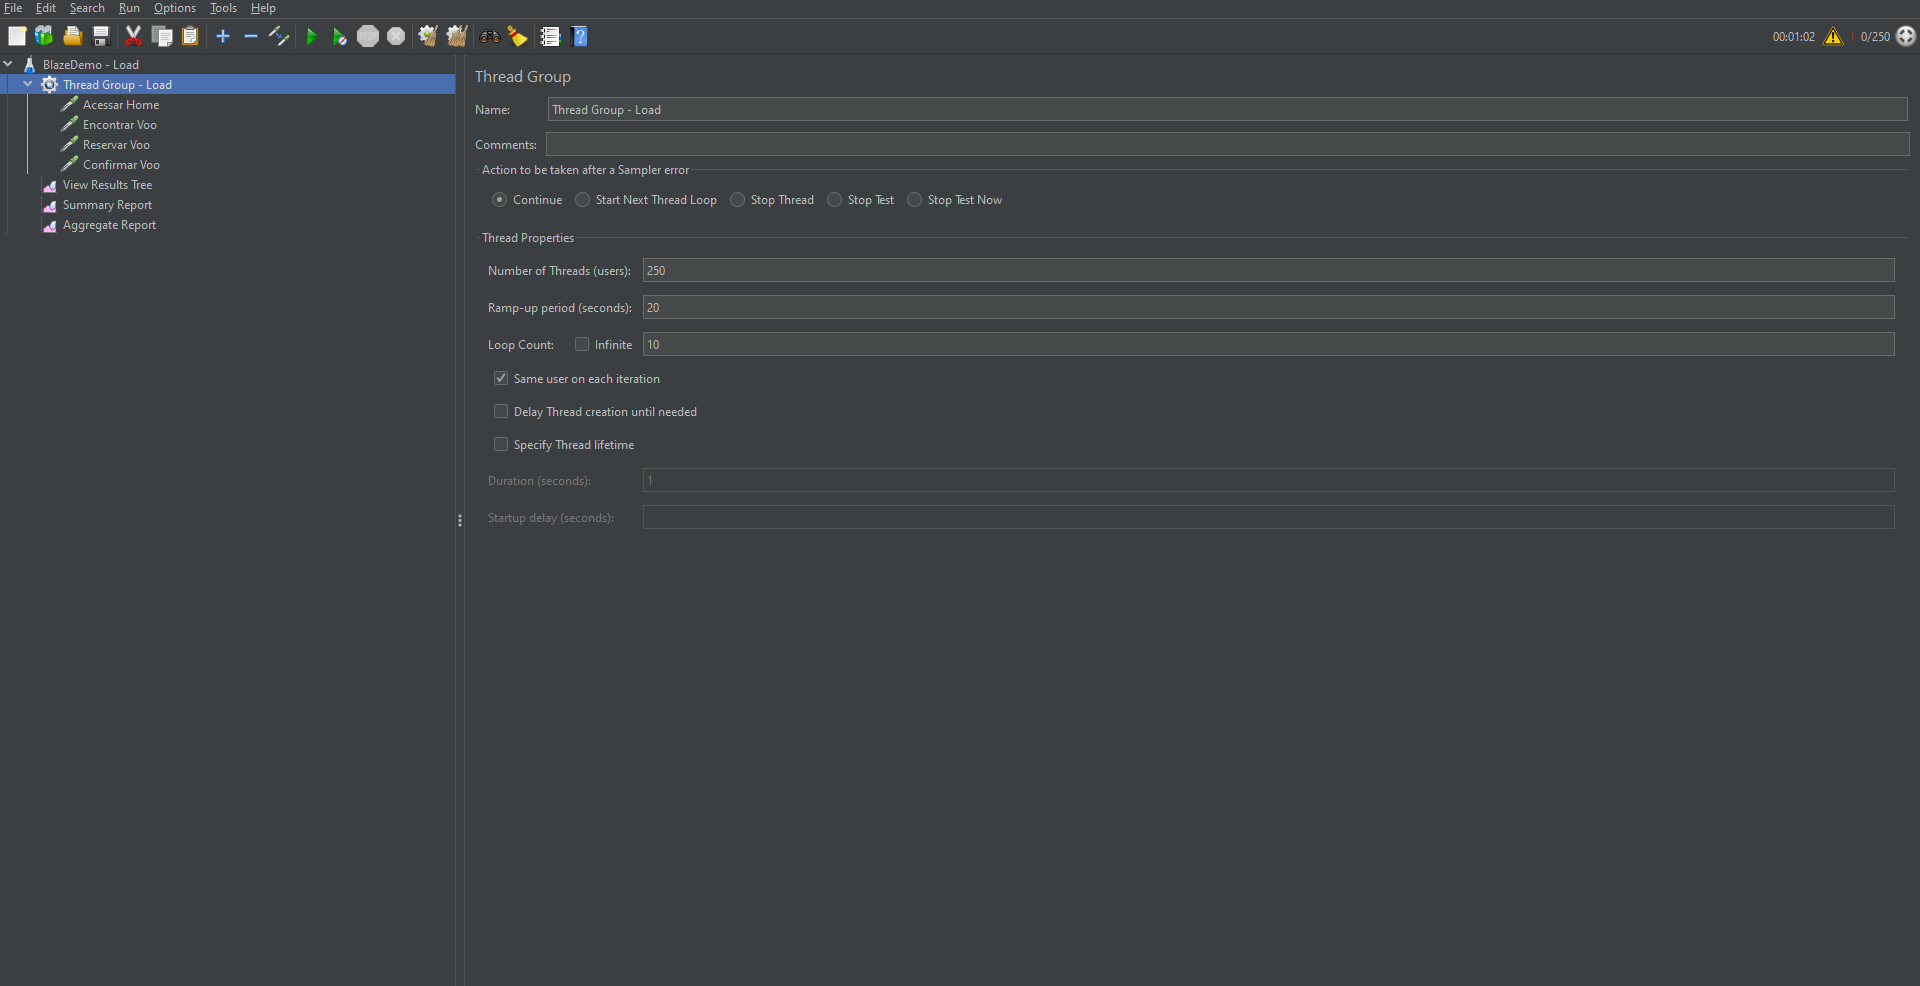 File Edit Search Run Options Tools Help
00:01:02 1 0/250
BlazeDemo - Load
Thread Group - Load
Acessar Home
Encontrar Voo
Reservar Voo
Confirmar Voo
View Results Tree
Summary Report
Aggregate Report
Thread Group
Name: Thread Group - Load
Comments:
Action to be taken after a Sampler error
Continue Start Next Thread Loop Stop Thread Stop Test Stop Test Now
Thread Properties
Number of Threads (users): 250
Ramp-up period (seconds): 20
Loop Count: Infinite 10
Same user on each iteration
Delay Thread creation until needed
Specify Thread lifetime
Duration (seconds): 1
Startup delay (seconds):